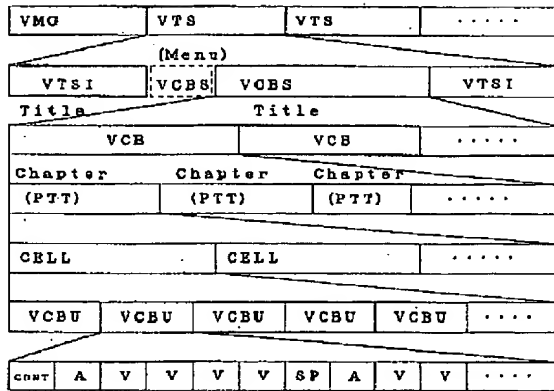 VMG VTS VTS .....
(Menu)
VTSI VCBS VCBS VTSI
Title Title
VCB VCB .....
Chapter Chapter Chapter
(PTT) (PTT) (PTT) .....
CELL CELL .....
VCBU VCBU VCBU VCBU VCBU ....
CONT A V V V V SP A V V ....